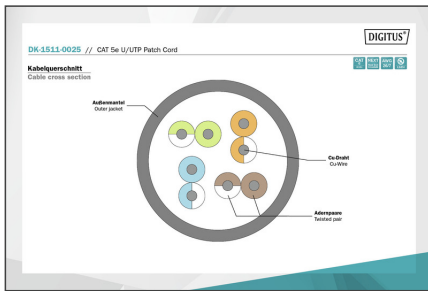 DIGITUS®
DK-1511-0025 // CAT 5e U/UTP Patch Cord
Kabelquerschnitt
Cable cross section
CAT
Außenmantel
Outer jacket
Cu-Draht
Cu-Wire
Adernpaare
Twisted pair